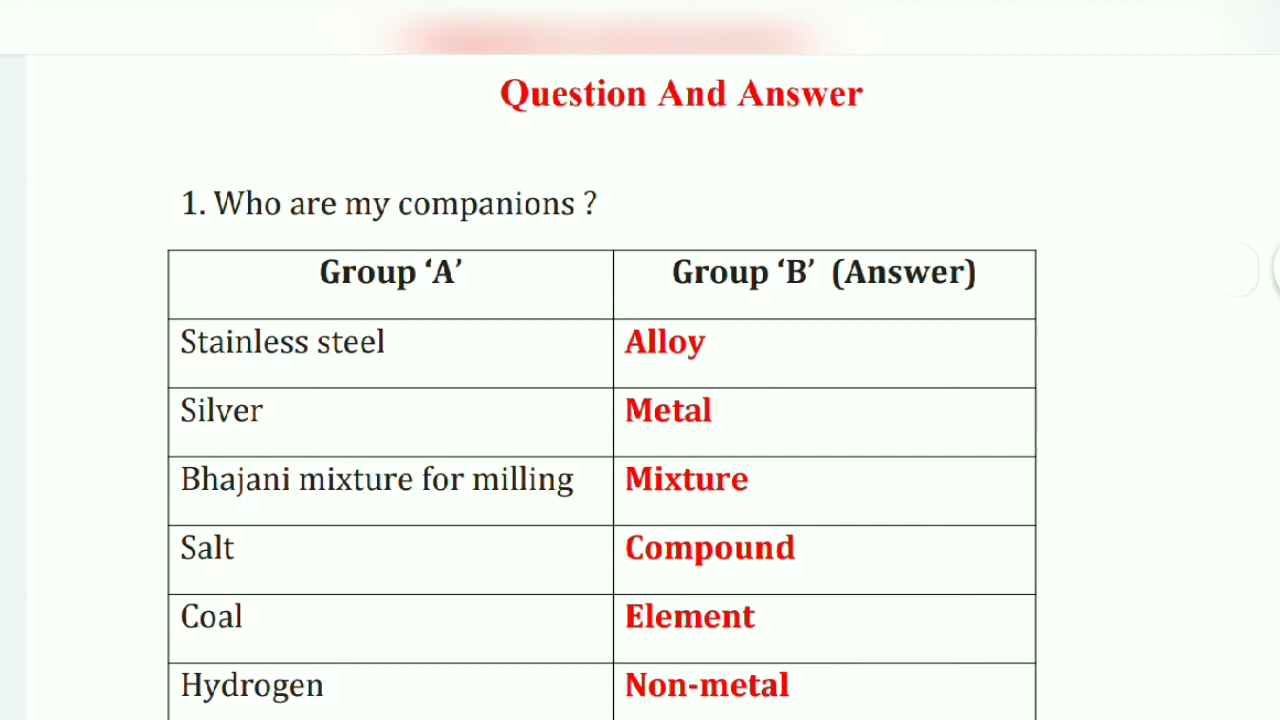 Question And Answer
1. Who are my companions ?
Group ‘A’ Group ‘B’ (Answer)
Stainless steel Alloy
Silver Metal
Bhajani mixture for milling Mixture
Salt Compound
Coal Element
Hydrogen Non-metal